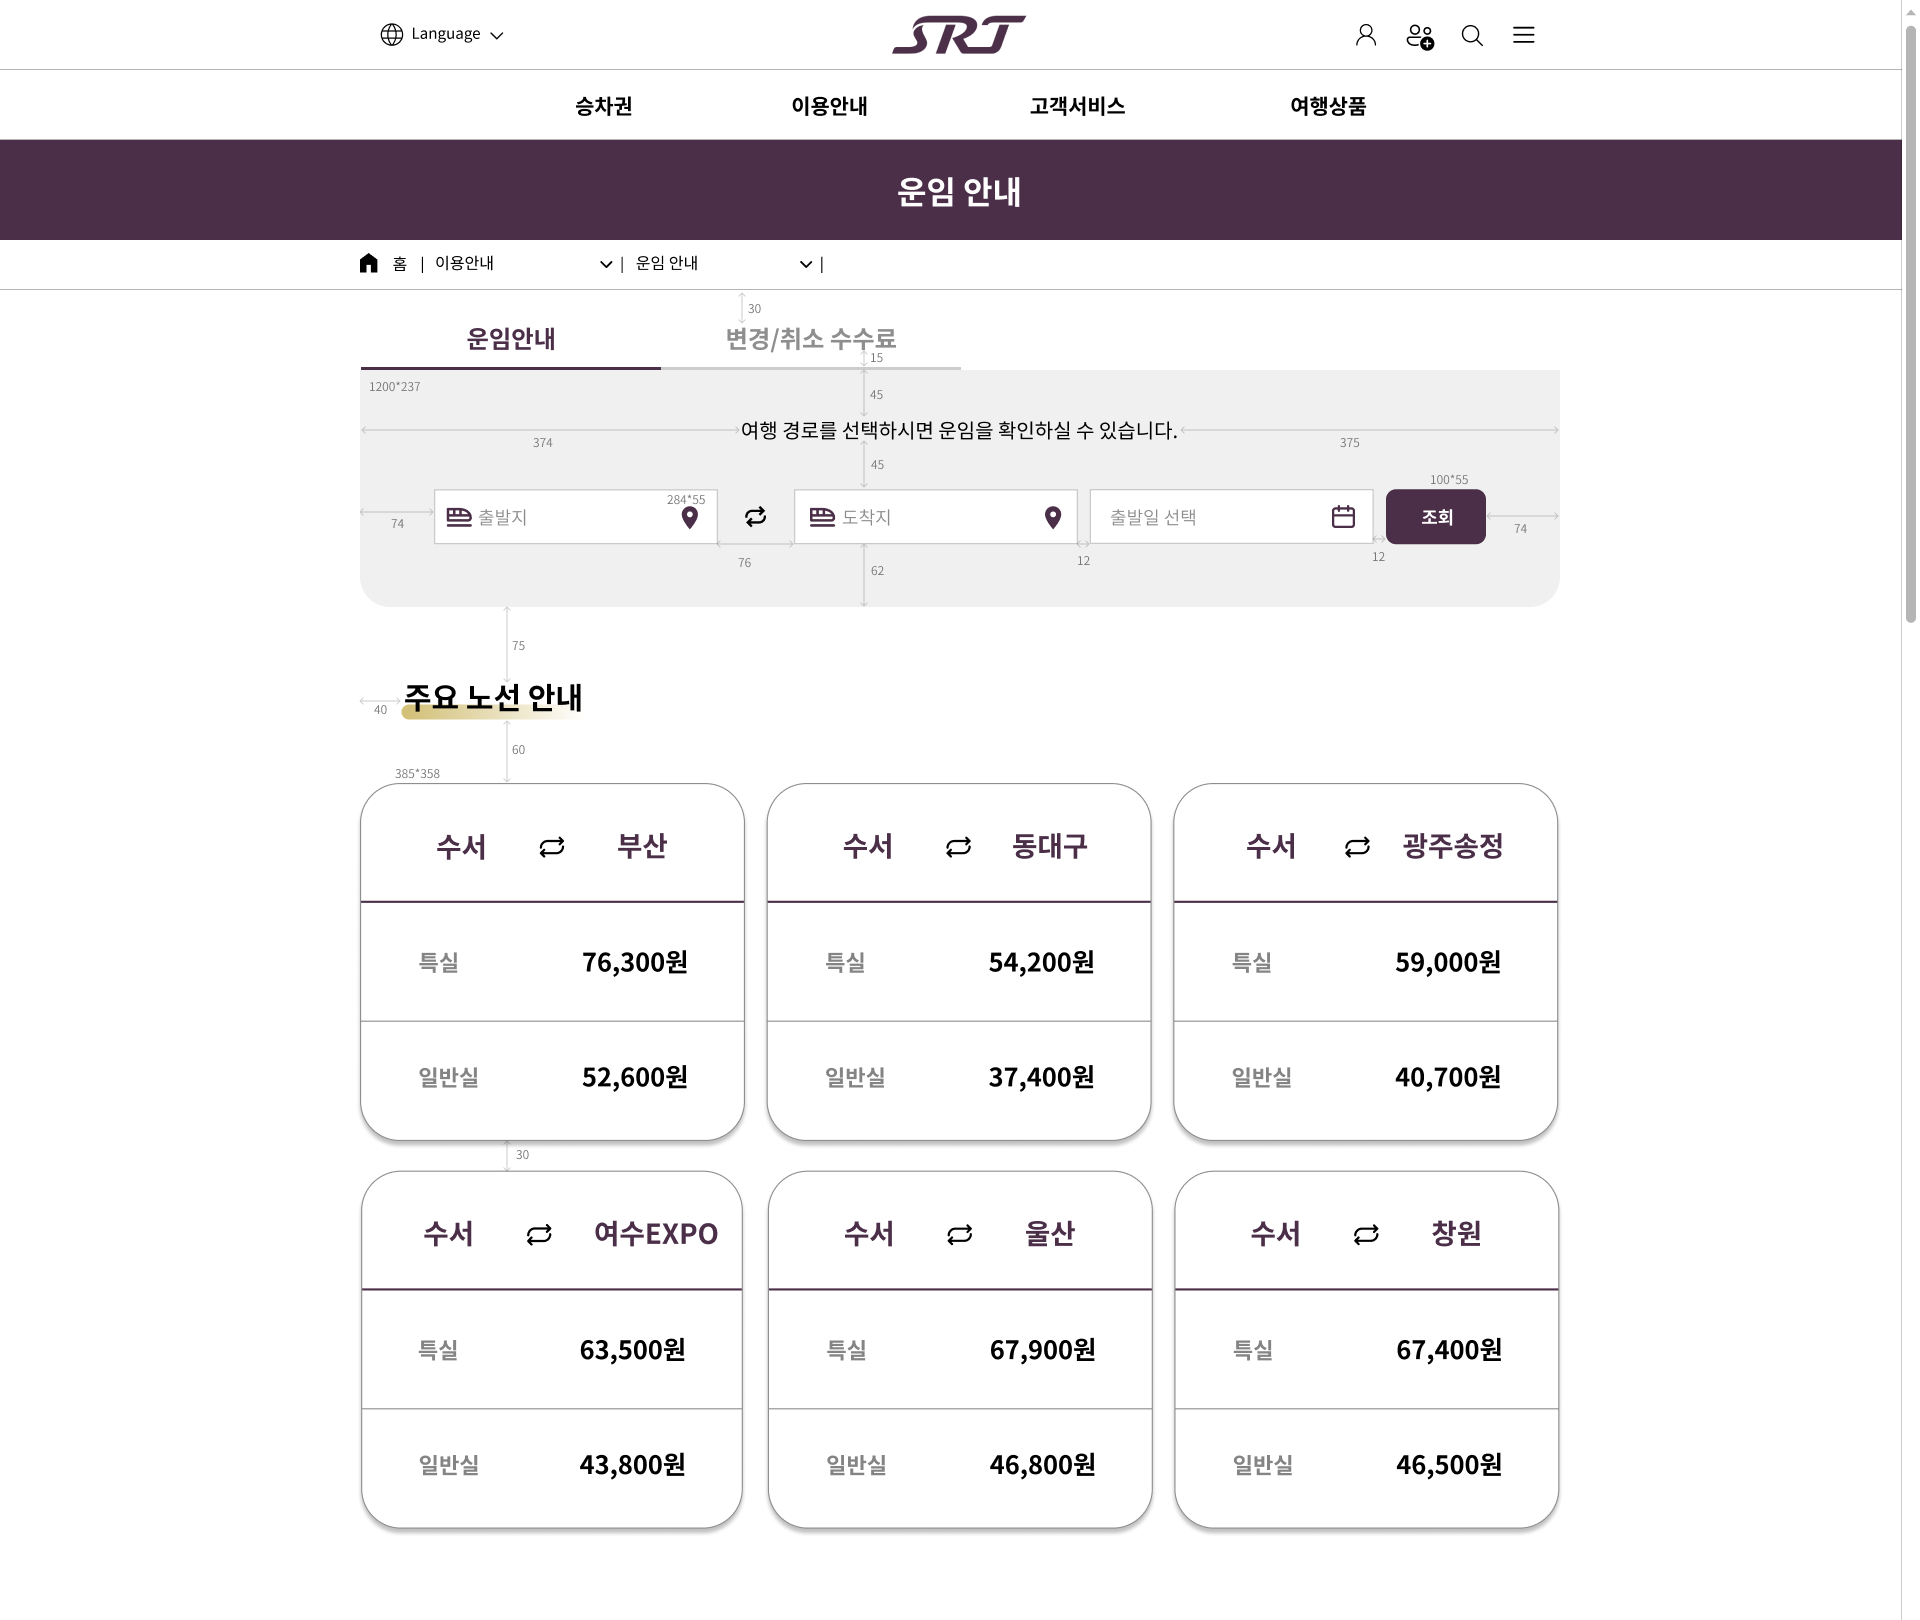 Language
SRT
승차권
이용안내
고객서비스
여행상품
운임 안내
홈 | 이용안내 | 운임 안내 |
30
운임안내
변경/취소 수수료
15
1200*237
45
여행 경로를 선택하시면 운임을 확인하실 수 있습니다.
374
375
45
100*55
284*55
출발지
도착지
출발일 선택
조회
74
74
76
12
12
62
75
주요 노선 안내
40
60
385*358
수서 부산
특실 76,300원
일반실 52,600원
수서 동대구
특실 54,200원
일반실 37,400원
수서 광주송정
특실 59,000원
일반실 40,700원
30
수서 여수EXPO
특실 63,500원
일반실 43,800원
수서 울산
특실 67,900원
일반실 46,800원
수서 창원
특실 67,400원
일반실 46,500원